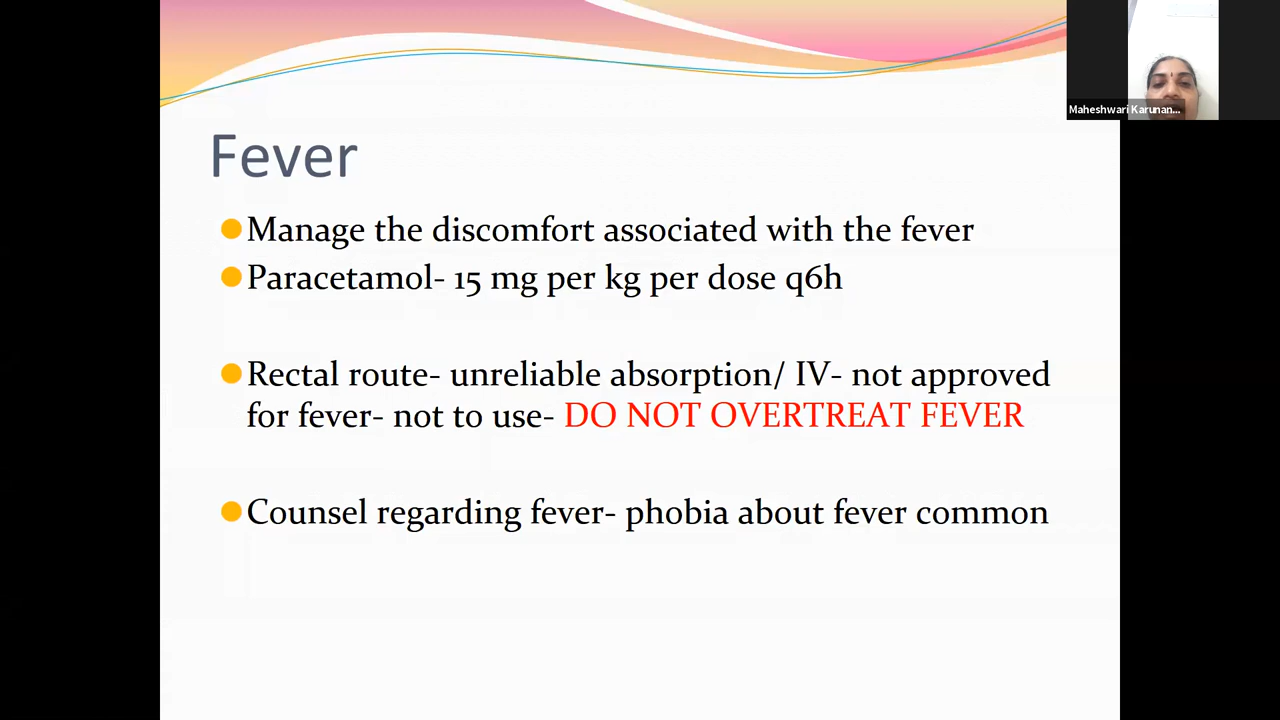 Maheshwari Karunan...
Fever
Manage the discomfort associated with the fever
Paracetamol- 15 mg per kg per dose q6h
Rectal route- unreliable absorption/ IV- not approved
for fever- not to use- DO NOT OVERTREAT FEVER
Counsel regarding fever- phobia about fever common